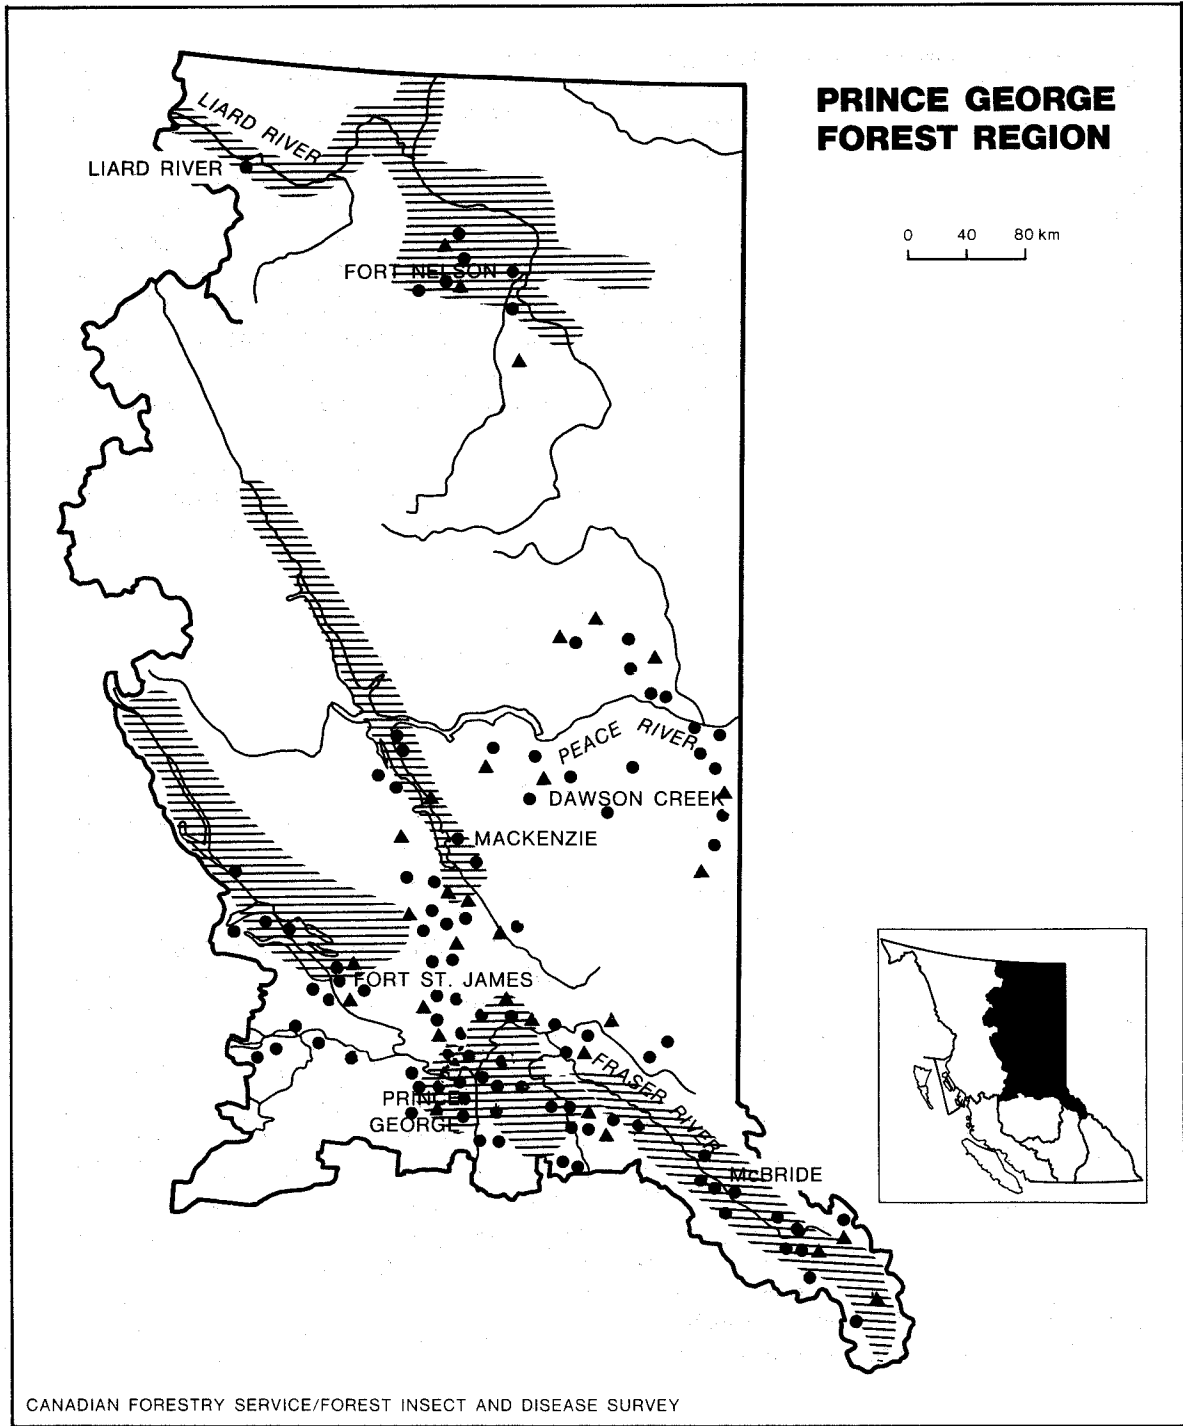 PRINCE GEORGE
FOREST REGION
LIARD RIVER
LIARD RIVER
0 40 80 km
FORT NELSON
PEACE RIVER
DAWSON CREEK
MACKENZIE
FORT ST. JAMES
FRASER RIVER
PRINCE
GEORGE
McBRIDE
CANADIAN FORESTRY SERVICE/FOREST INSECT AND DISEASE SURVEY